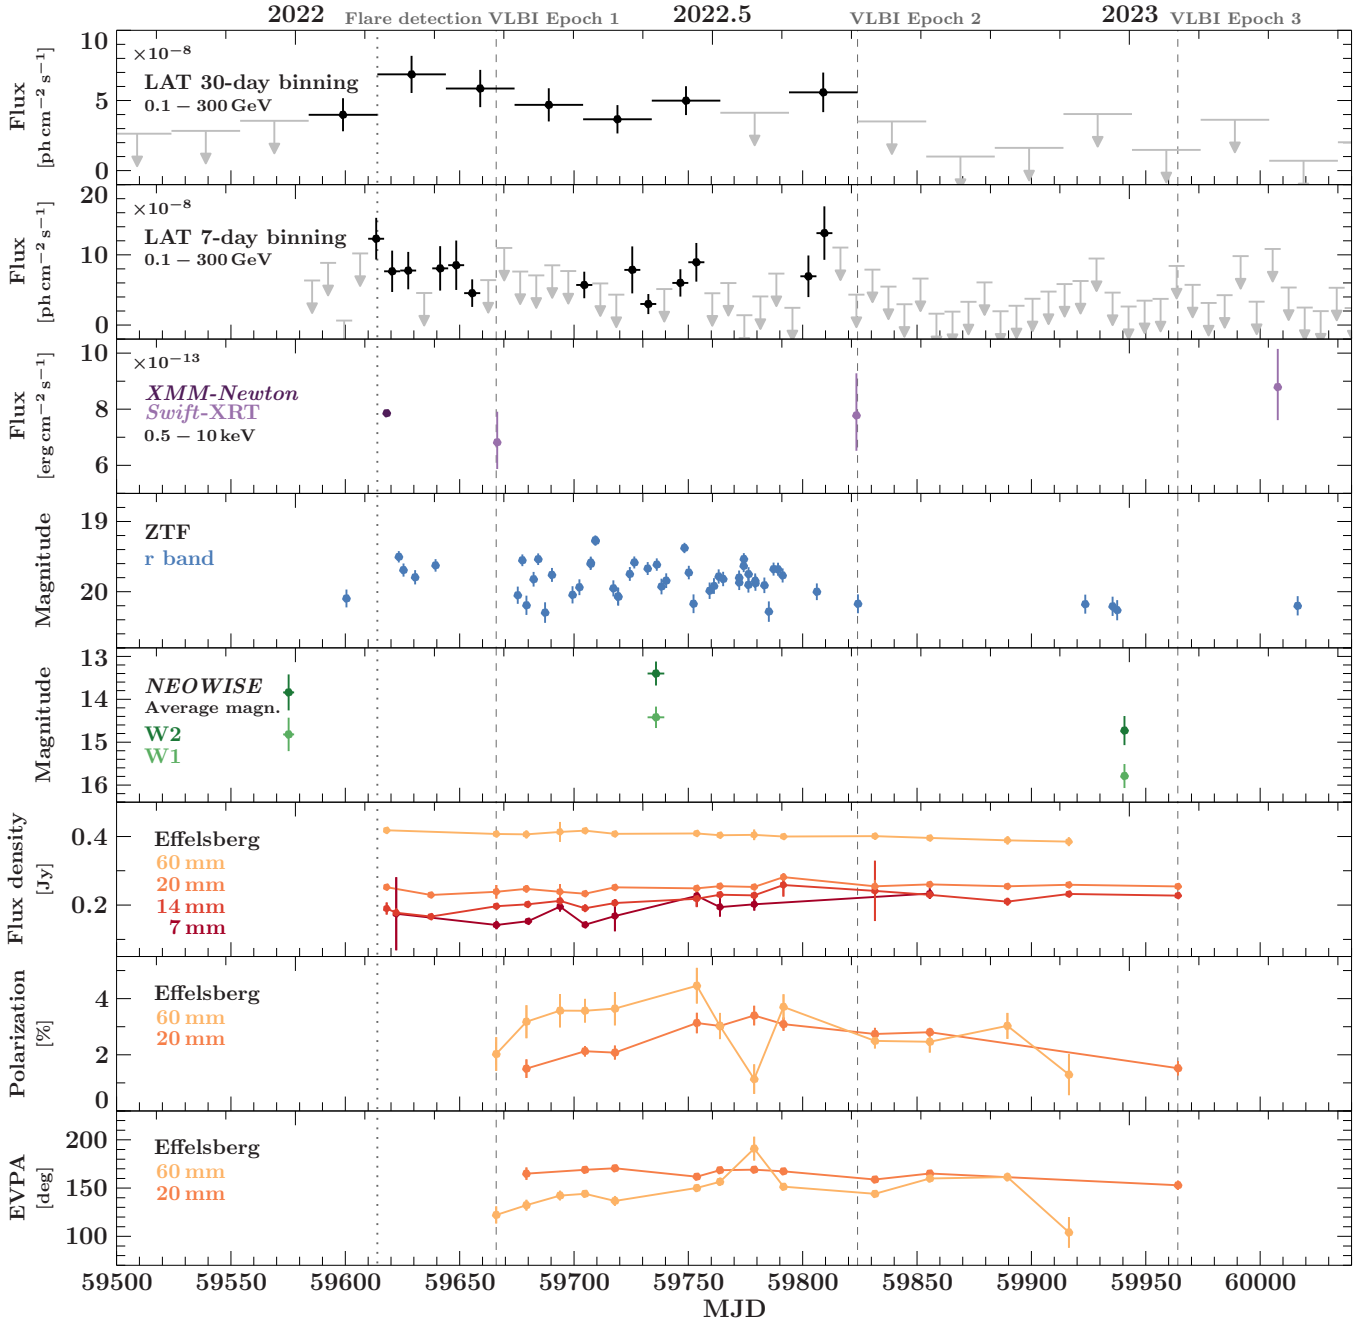 2022 Flare detection VLBI Epoch 1 2022.5 VLBI Epoch 2 2023 VLBI Epoch 3
Flux
[ph cm⁻² s⁻¹]
10
5
0
×10⁻⁸
LAT 30-day binning
0.1 − 300 GeV
Flux
[ph cm⁻² s⁻¹]
20
10
0
×10⁻⁸
LAT 7-day binning
0.1 − 300 GeV
Flux
[erg cm⁻² s⁻¹]
10
8
6
×10⁻¹³
XMM-Newton
Swift-XRT
0.5 − 10 keV
Magnitude
19
20
ZTF
r band
Magnitude
13
14
15
16
NEOWISE
Average magn.
W2
W1
Flux density
[Jy]
0.4
0.2
Effelsberg
60 mm
20 mm
14 mm
7 mm
Polarization
[%]
4
2
0
Effelsberg
60 mm
20 mm
EVPA
[deg]
200
150
100
Effelsberg
60 mm
20 mm
59500 59550 59600 59650 59700 59750 59800 59850 59900 59950 60000
MJD